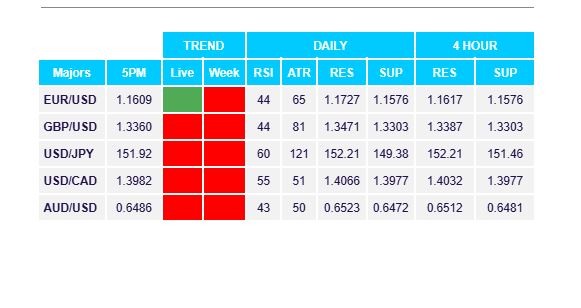 TREND DAILY 4 HOUR
Majors 5PM Live Week RSI ATR RES SUP RES SUP
EUR/USD 1.1609 44 65 1.1727 1.1576 1.1617 1.1576
GBP/USD 1.3360 44 81 1.3471 1.3303 1.3387 1.3303
USD/JPY 151.92 60 121 152.21 149.38 152.21 151.46
USD/CAD 1.3982 55 51 1.4066 1.3977 1.4032 1.3977
AUD/USD 0.6486 43 50 0.6523 0.6472 0.6512 0.6481